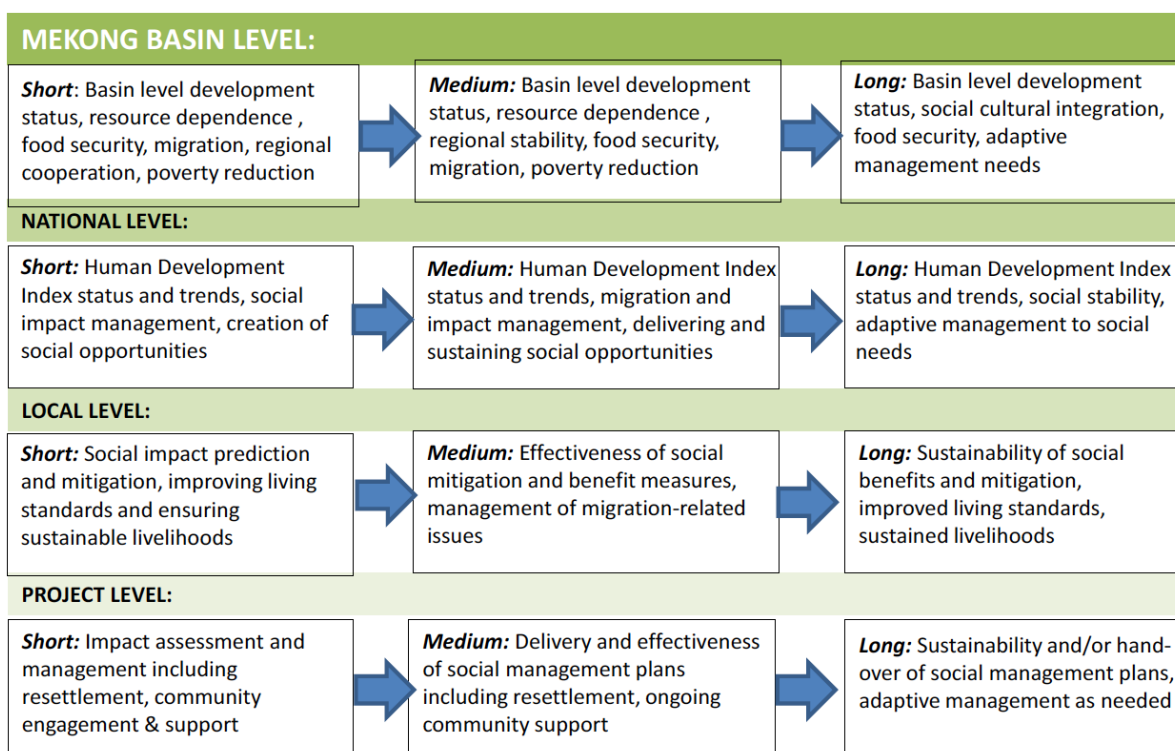 MEKONG BASIN LEVEL:
Short: Basin level development
status, resource dependence ,
food security, migration, regional
cooperation, poverty reduction
Medium: Basin level development
status, resource dependence ,
regional stability, food security,
migration, poverty reduction
Long: Basin level development
status, social cultural integration,
food security, adaptive
management needs
NATIONAL LEVEL:
Short: Human Development
Index status and trends, social
impact management, creation of
social opportunities
Medium: Human Development Index
status and trends, migration and
impact management, delivering and
sustaining social opportunities
Long: Human Development Index
status and trends, social stability,
adaptive management to social
needs
LOCAL LEVEL:
Short: Social impact prediction
and mitigation, improving living
standards and ensuring
sustainable livelihoods
Medium: Effectiveness of social
mitigation and benefit measures,
management of migration-related
issues
Long: Sustainability of social
benefits and mitigation,
improved living standards,
sustained livelihoods
PROJECT LEVEL:
Short: Impact assessment and
management including
resettlement, community
engagement & support
Medium: Delivery and effectiveness
of social management plans
including resettlement, ongoing
community support
Long: Sustainability and/or hand-
over of social management plans,
adaptive management as needed